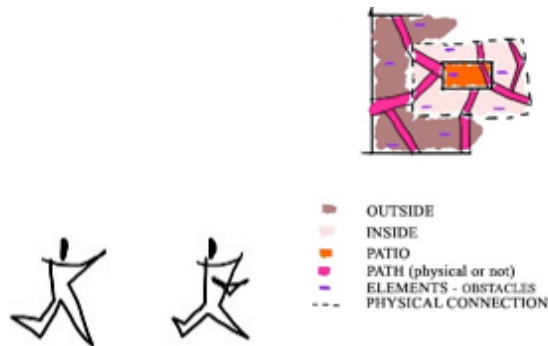 OUTSIDE
INSIDE
PATIO
PATH (physical or not)
ELEMENTS - OBSTACLES
PHYSICAL CONNECTION